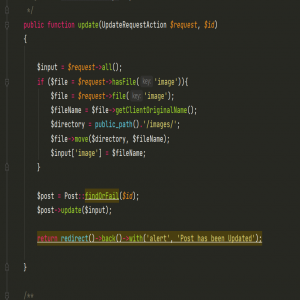 */
public function update(UpdateRequestAction $request, $id)
{
$input = $request->all();
if ($file = $request->hasFile( key: 'image')){
$file = $request->file( key: 'image');
$fileName = $file->getClientOriginalName();
$directory = public_path().'/images/';
$file->move($directory, $fileName);
$input['image'] = $fileName;
}
$post = Post::findOrFail($id);
$post->update($input);
return redirect()->back()->with('alert', 'Post has been Updated');
}
/**